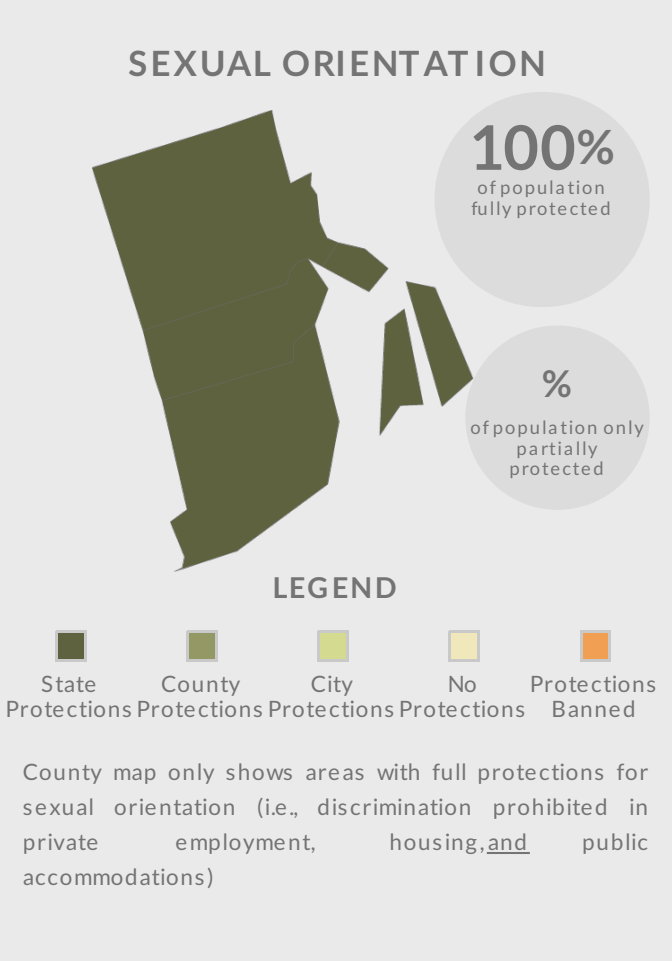 SEXUAL ORIENTATION
100%
of population
fully protected
%
of population only
partially
protected
LEGEND
State
Protections
County
Protections
City
Protections
No
Protections
Protections
Banned
County map only shows areas with full protections for
sexual orientation (i.e., discrimination prohibited in
private employment, housing,and public
accommodations)